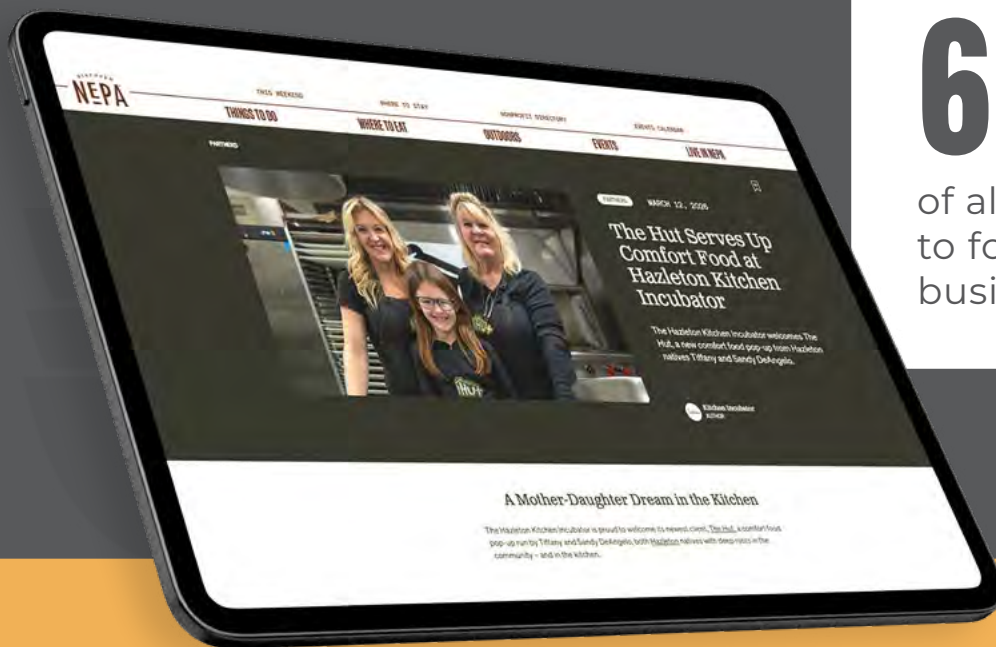 DISCOVER
NEPA
THIS WEEKEND
WHERE TO STAY
NONPROFIT DIRECTORY
EVENTS CALENDAR
THINGS TO DO
WHERE TO EAT
OUTDOORS
EVENTS
LIVE IN NEPA
PARTNERS
PARTNERS
MARCH 12, 2026
The Hut Serves Up
Comfort Food at
Hazleton Kitchen
Incubator
The Hazleton Kitchen Incubator welcomes The
Hut, a new comfort food pop-up from Hazleton
natives Tiffany and Sandy DeAngelo.
Kitchen Incubator
AUTHOR
A Mother-Daughter Dream in the Kitchen
The Hazleton Kitchen Incubator is proud to welcome its newest client, The Hut, a comfort food
pop-up run by Tiffany and Sandy DeAngelo, both Hazleton natives with deep roots in the
community – and in the kitchen.
6
of al
to fo
busi